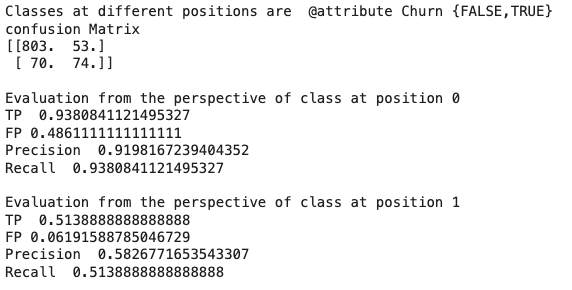 Classes at different positions are  @attribute Churn {FALSE,TRUE}
confusion Matrix
[[803.  53.]
 [ 70.  74.]]

Evaluation from the perspective of class at position 0
TP  0.9380841121495327
FP 0.4861111111111111
Precision  0.9198167239404352
Recall  0.9380841121495327

Evaluation from the perspective of class at position 1
TP  0.5138888888888888
FP 0.06191588785046729
Precision  0.5826771653543307
Recall  0.5138888888888888